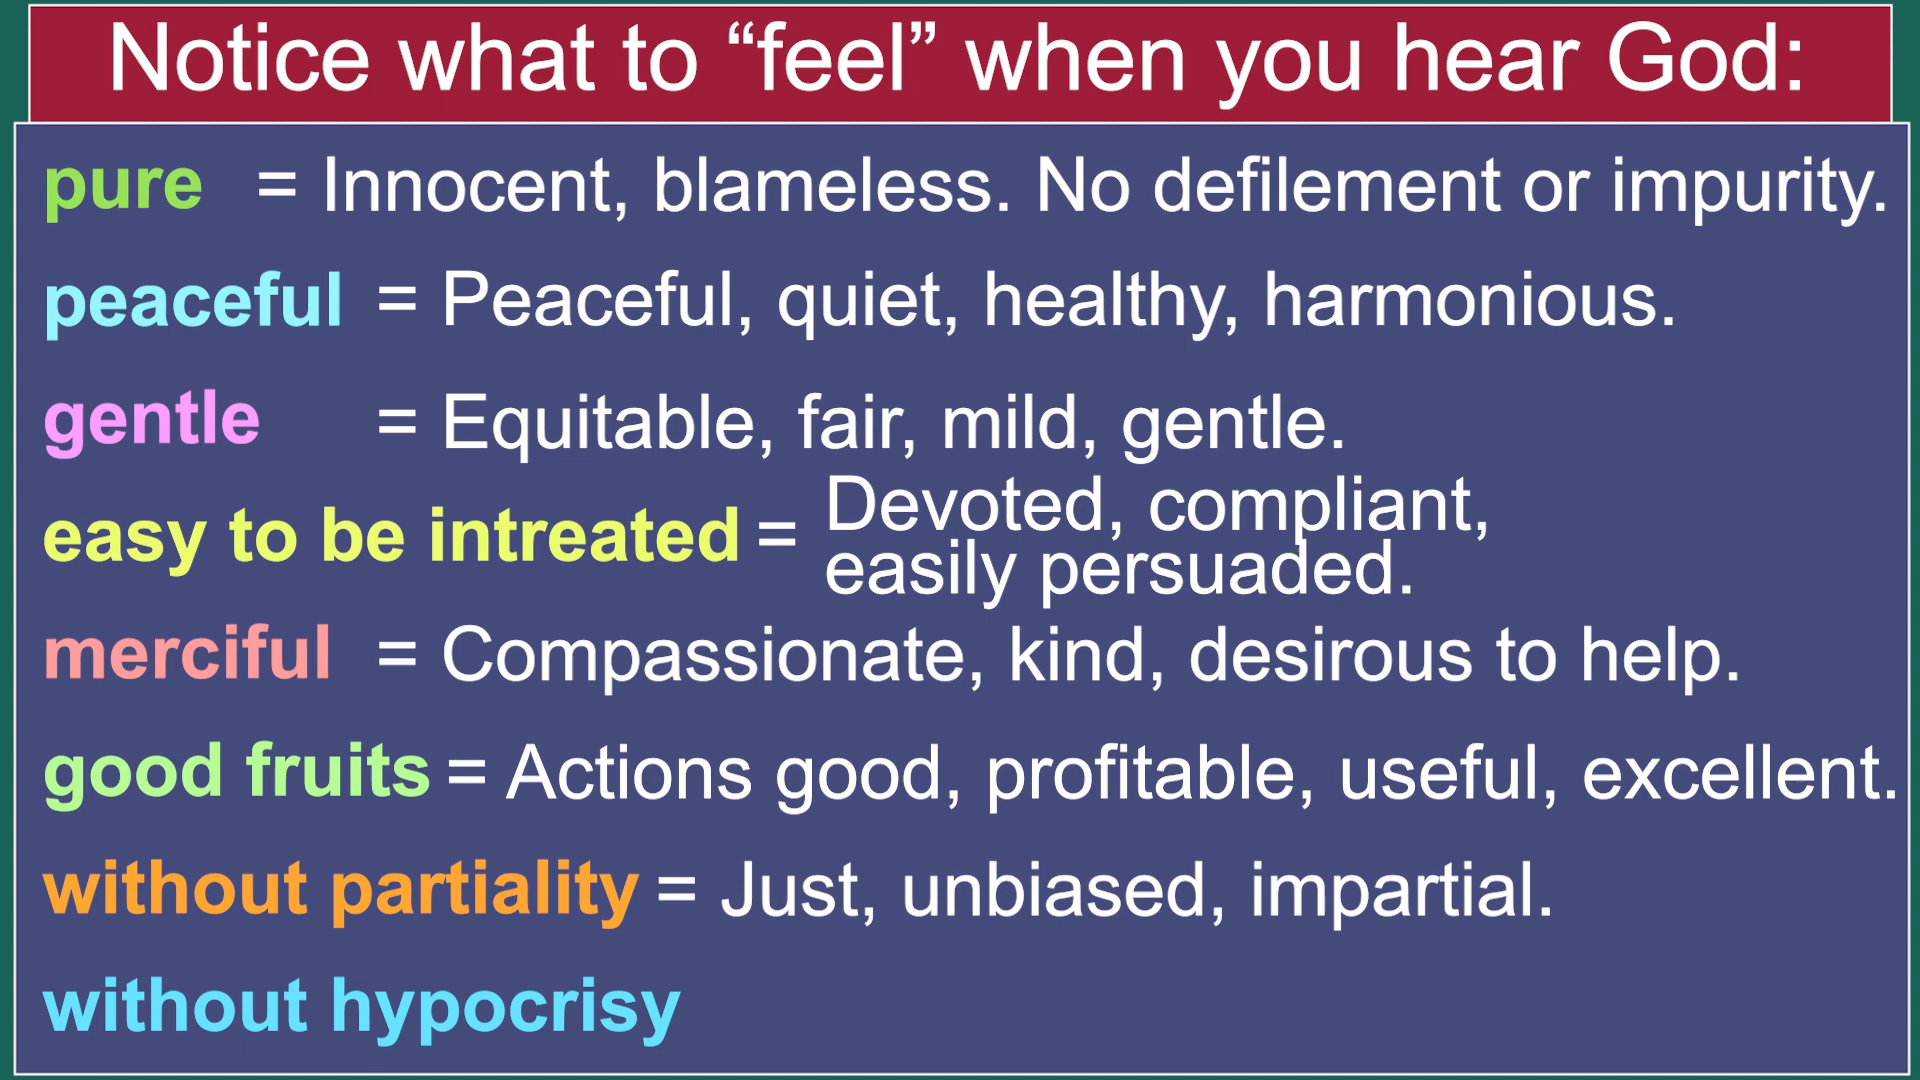 Notice what to “feel” when you hear God:
pure = Innocent, blameless. No defilement or impurity.
peaceful = Peaceful, quiet, healthy, harmonious.
gentle = Equitable, fair, mild, gentle.
easy to be intreated = Devoted, compliant,
easily persuaded.
merciful = Compassionate, kind, desirous to help.
good fruits = Actions good, profitable, useful, excellent.
without partiality = Just, unbiased, impartial.
without hypocrisy